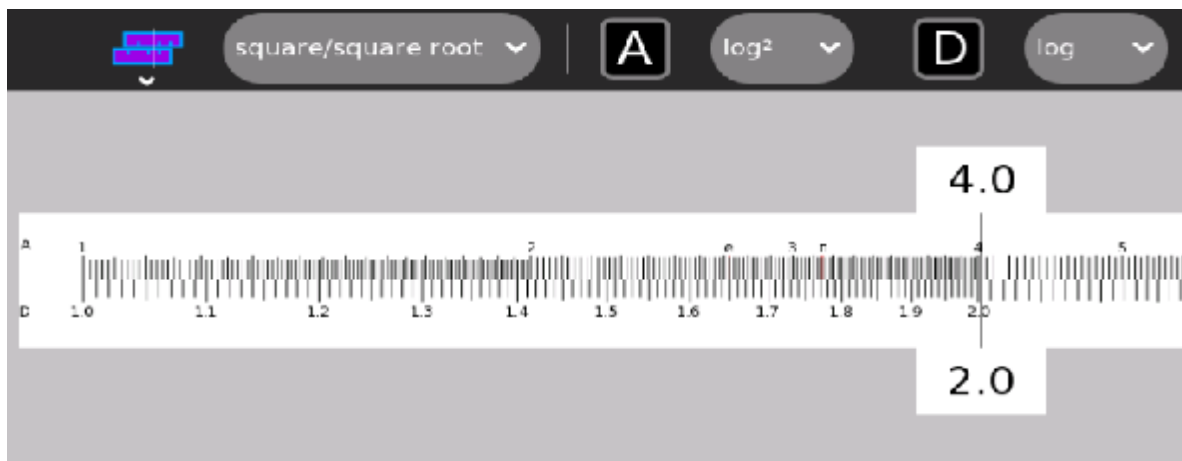 square/square root A log² D log
4.0
A 1 2 e 3 π 4 5
D 1.0 1.1 1.2 1.3 1.4 1.5 1.6 1.7 1.8 1.9 2.0
2.0